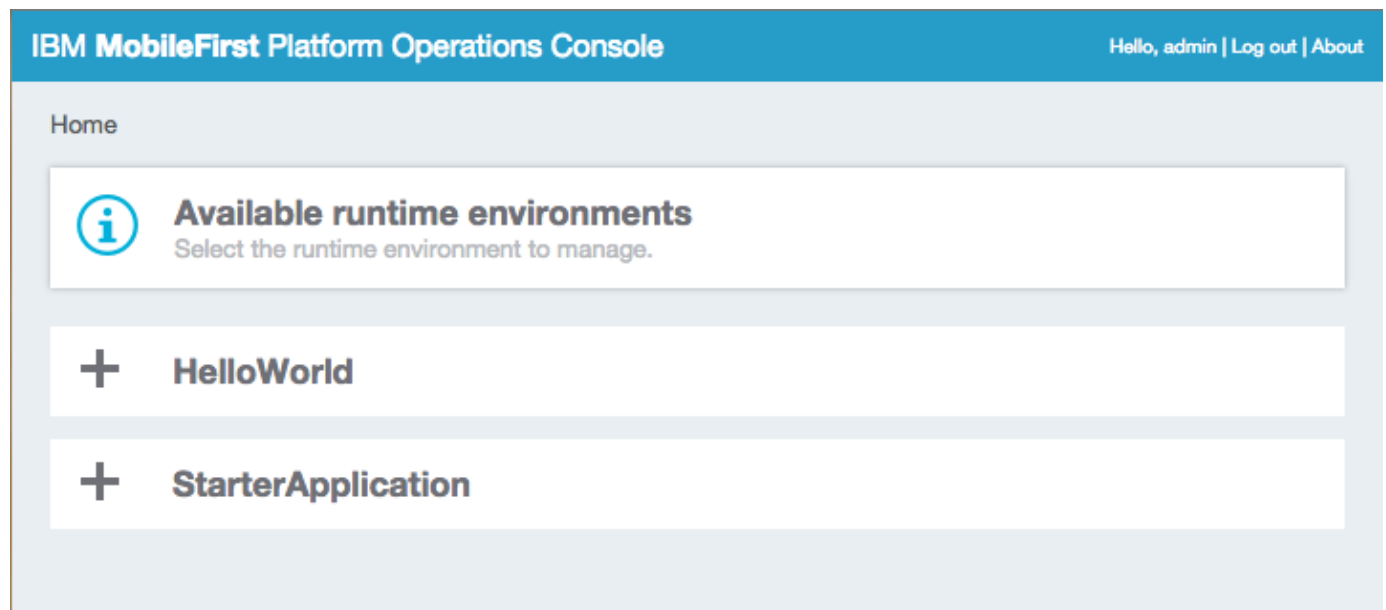 IBM MobileFirst Platform Operations Console
Hello, admin | Log out | About
Home
Available runtime environments
Select the runtime environment to manage.
HelloWorld
StarterApplication